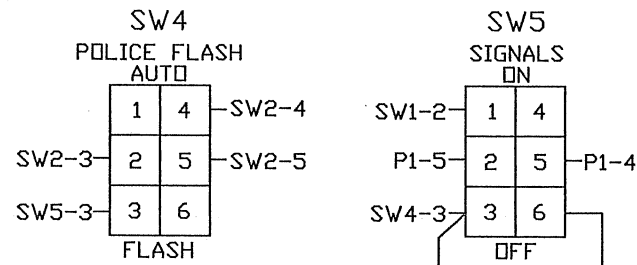 SW4
POLICE FLASH
AUTO
1 4 SW2-4
SW2-3 2 5 SW2-5
SW5-3 3 6
FLASH
SW5
SIGNALS
ON
SW1-2 1 4
P1-5 2 5 P1-4
SW4-3 3 6
OFF